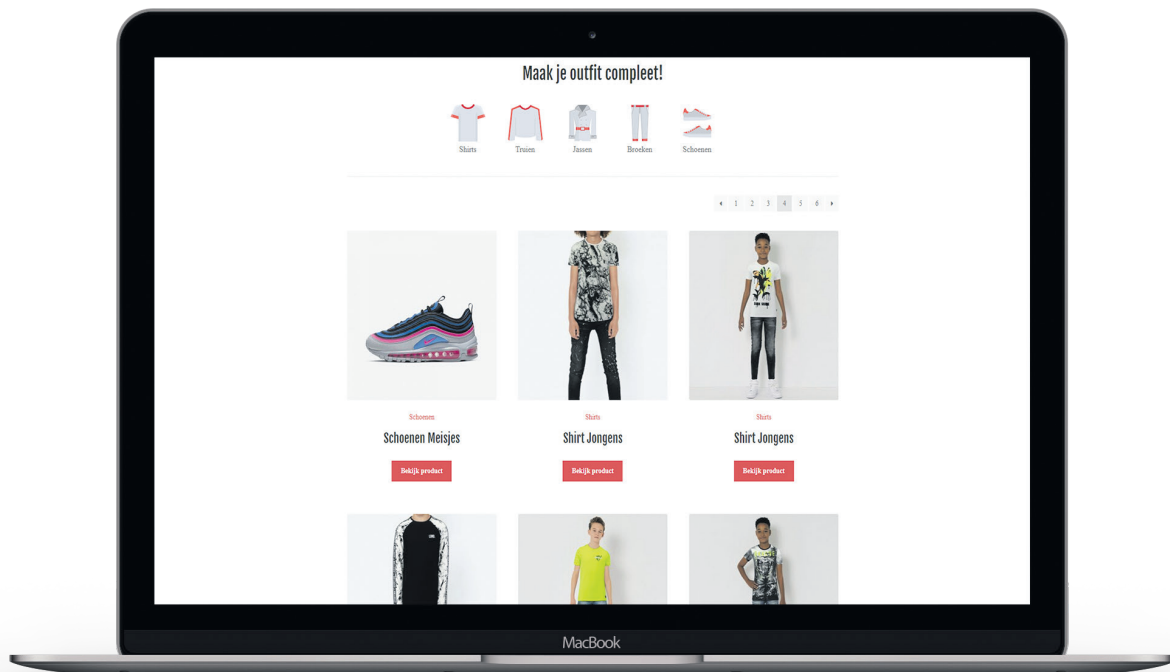 Maak je outfit compleet!
Shirts Truien Jassen Broeken Schoenen
1 2 3 4 5 6
Schoenen Shirts Shirts
Schoenen Meisjes Shirt Jongens Shirt Jongens
Bekijk product Bekijk product Bekijk product
MacBook